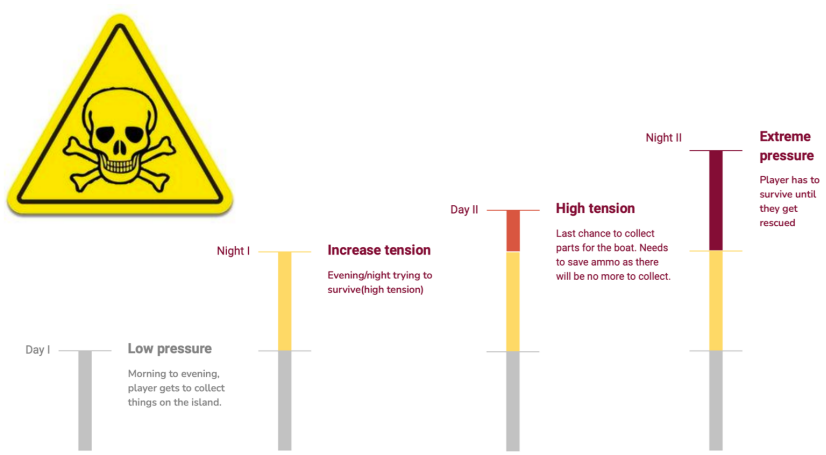 Day I
Low pressure
Morning to evening,
player gets to collect
things on the island.
Night I
Increase tension
Evening/night trying to
survive(high tension)
Day II
High tension
Last chance to collect
parts for the boat. Needs
to save ammo as there
will be no more to collect.
Night II
Extreme
pressure
Player has to
survive until
they get
rescued